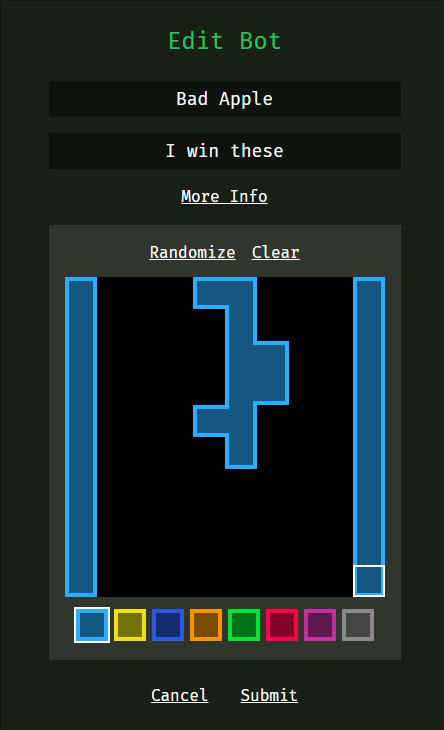 Edit Bot
Bad Apple
I win these
More Info
Randomize Clear
Cancel Submit